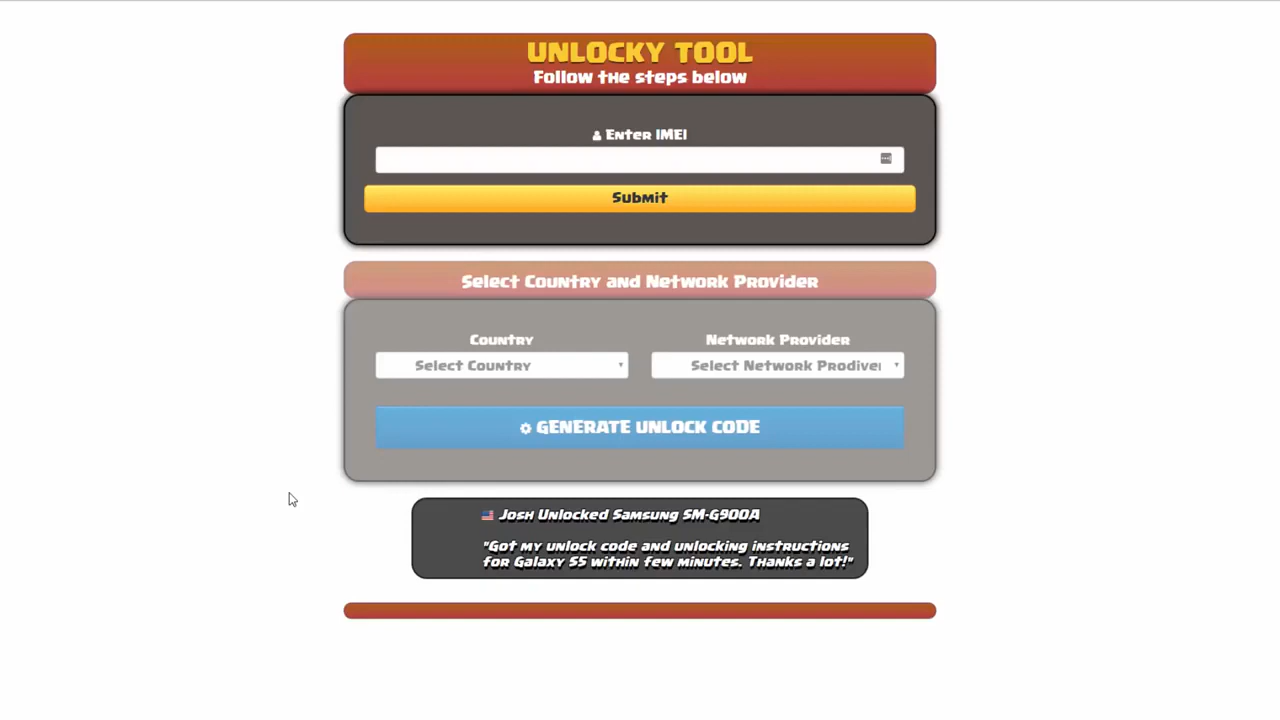 UNLOCKY TOOL
Follow the steps below
Enter IMEI
Submit
Select Country and Network Provider
Country
Network Provider
Select Country
Select Network Prodiver
GENERATE UNLOCK CODE
Josh Unlocked Samsung SM-G900A
"Got my unlock code and unlocking instructions
for Galaxy S5 within few minutes. Thanks a lot!"